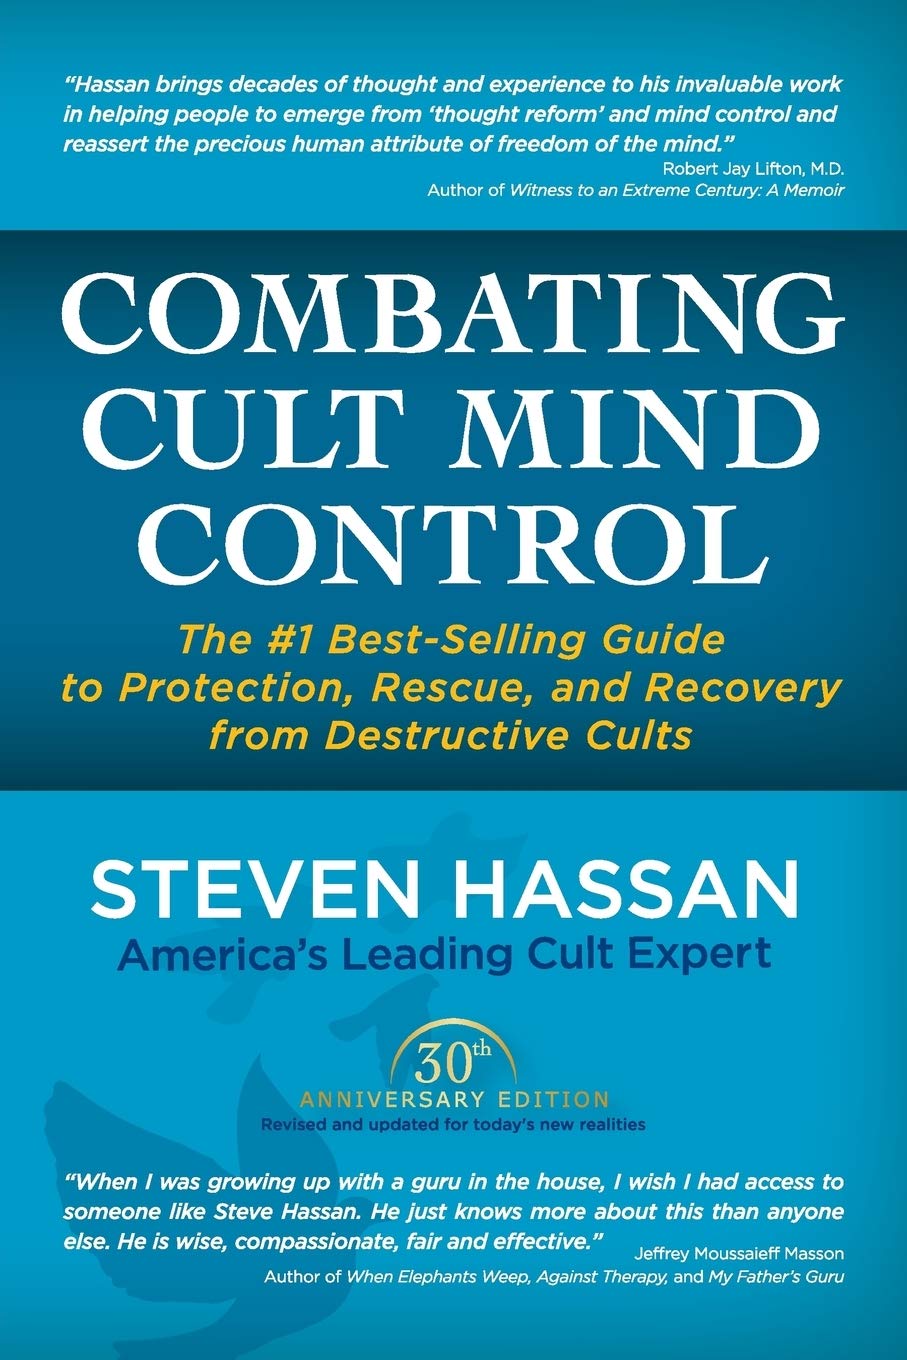 “Hassan brings decades of thought and experience to his invaluable work
in helping people to emerge from ‘thought reform’ and mind control and
reassert the precious human attribute of freedom of the mind.”
Robert Jay Lifton, M.D.
Author of Witness to an Extreme Century: A Memoir
COMBATING
CULT MIND
CONTROL
The #1 Best-Selling Guide
to Protection, Rescue, and Recovery
from Destructive Cults
STEVEN HASSAN
America’s Leading Cult Expert
30th
ANNIVERSARY EDITION
Revised and updated for today's new realities
“When I was growing up with a guru in the house, I wish I had access to
someone like Steve Hassan. He just knows more about this than anyone
else. He is wise, compassionate, fair and effective.”
Jeffrey Moussaieff Masson
Author of When Elephants Weep, Against Therapy, and My Father’s Guru